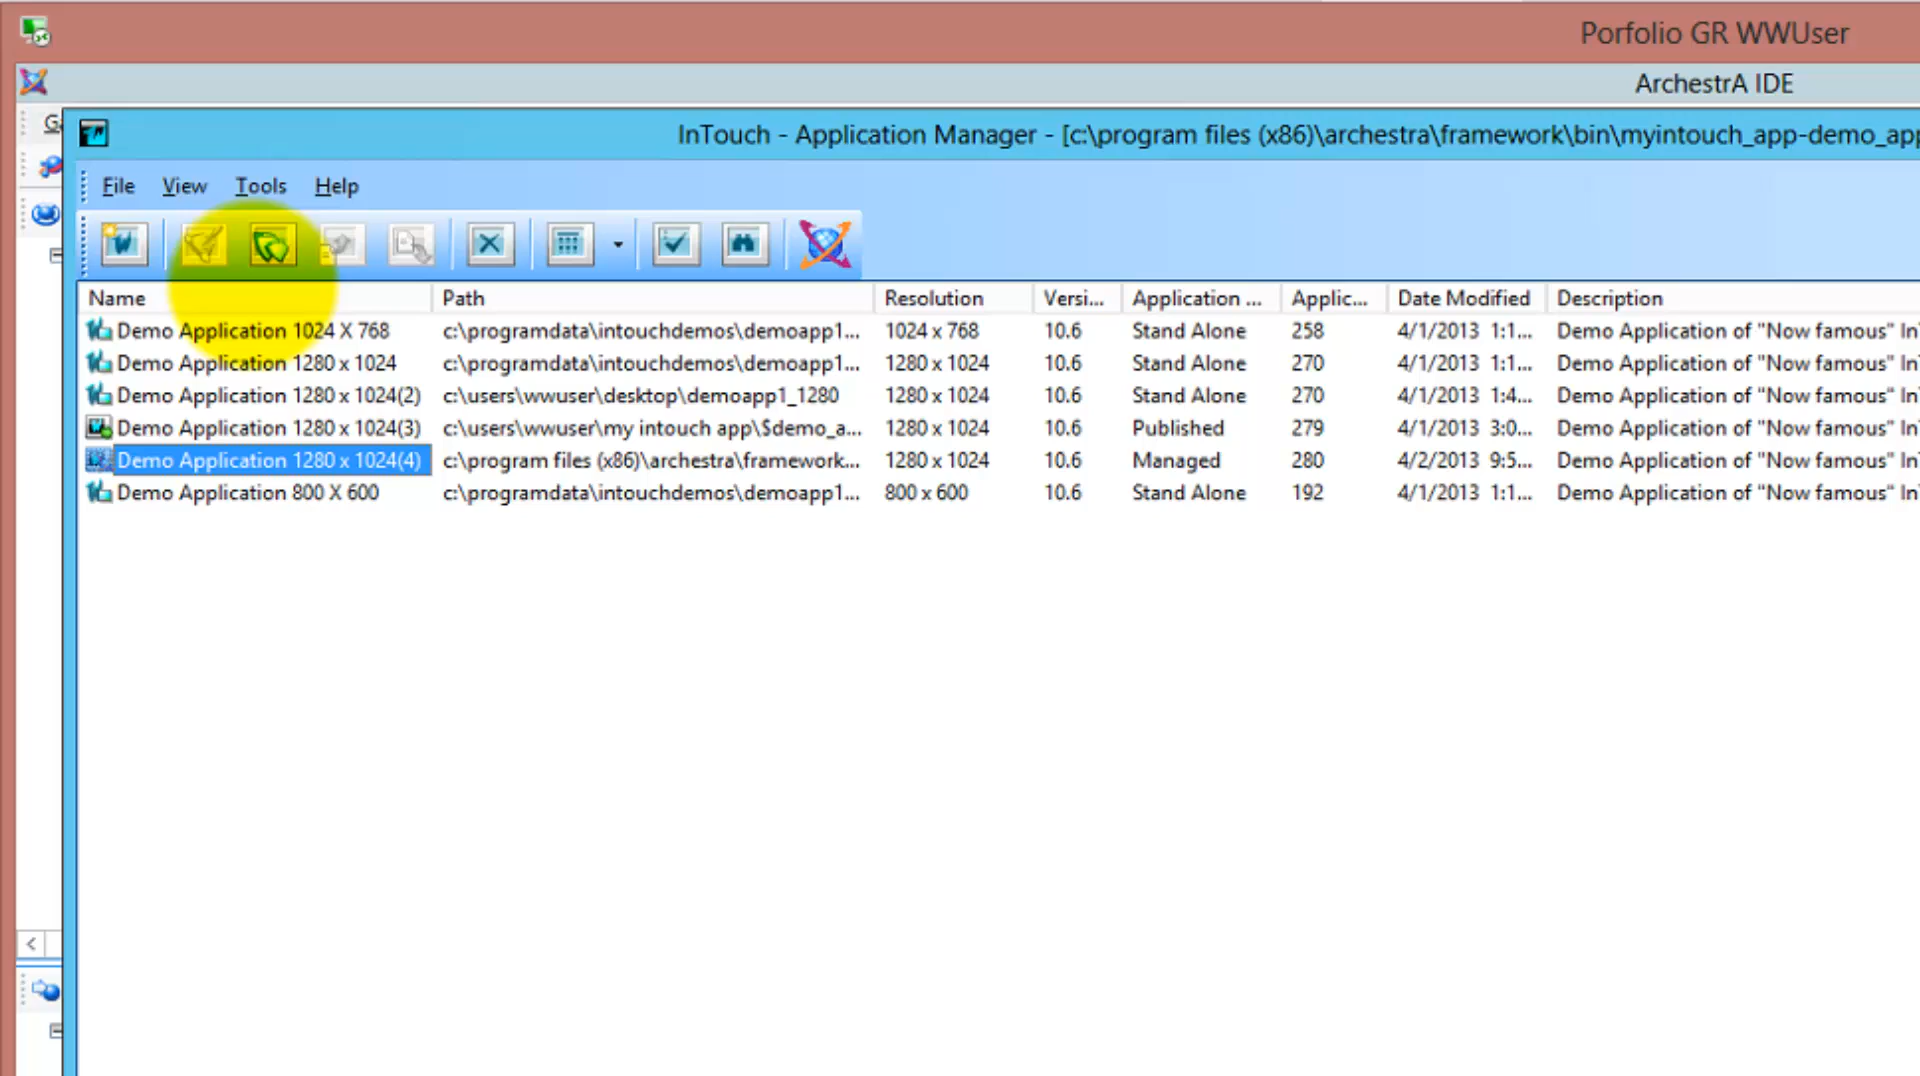 Porfolio GR WWUser
ArchestrA IDE
InTouch - Application Manager - [c:\program files (x86)\archestra\framework\bin\myintouch_app-demo_app
File View Tools Help
Name Path Resolution Versi... Application ... Applic... Date Modified Description
Demo Application 1024 X 768 c:\programdata\intouchdemos\demoapp1... 1024 x 768 10.6 Stand Alone 258 4/1/2013 1:1... Demo Application of "Now famous" In
Demo Application 1280 x 1024 c:\programdata\intouchdemos\demoapp1... 1280 x 1024 10.6 Stand Alone 270 4/1/2013 1:1... Demo Application of "Now famous" In
Demo Application 1280 x 1024(2) c:\users\wwuser\desktop\demoapp1_1280 1280 x 1024 10.6 Stand Alone 270 4/1/2013 1:4... Demo Application of "Now famous" In
Demo Application 1280 x 1024(3) c:\users\wwuser\my intouch app\$demo_a... 1280 x 1024 10.6 Published 279 4/1/2013 3:0... Demo Application of "Now famous" In
Demo Application 1280 x 1024(4) c:\program files (x86)\archestra\framework... 1280 x 1024 10.6 Managed 280 4/2/2013 9:5... Demo Application of "Now famous" In
Demo Application 800 X 600 c:\programdata\intouchdemos\demoapp1... 800 x 600 10.6 Stand Alone 192 4/1/2013 1:1... Demo Application of "Now famous" In